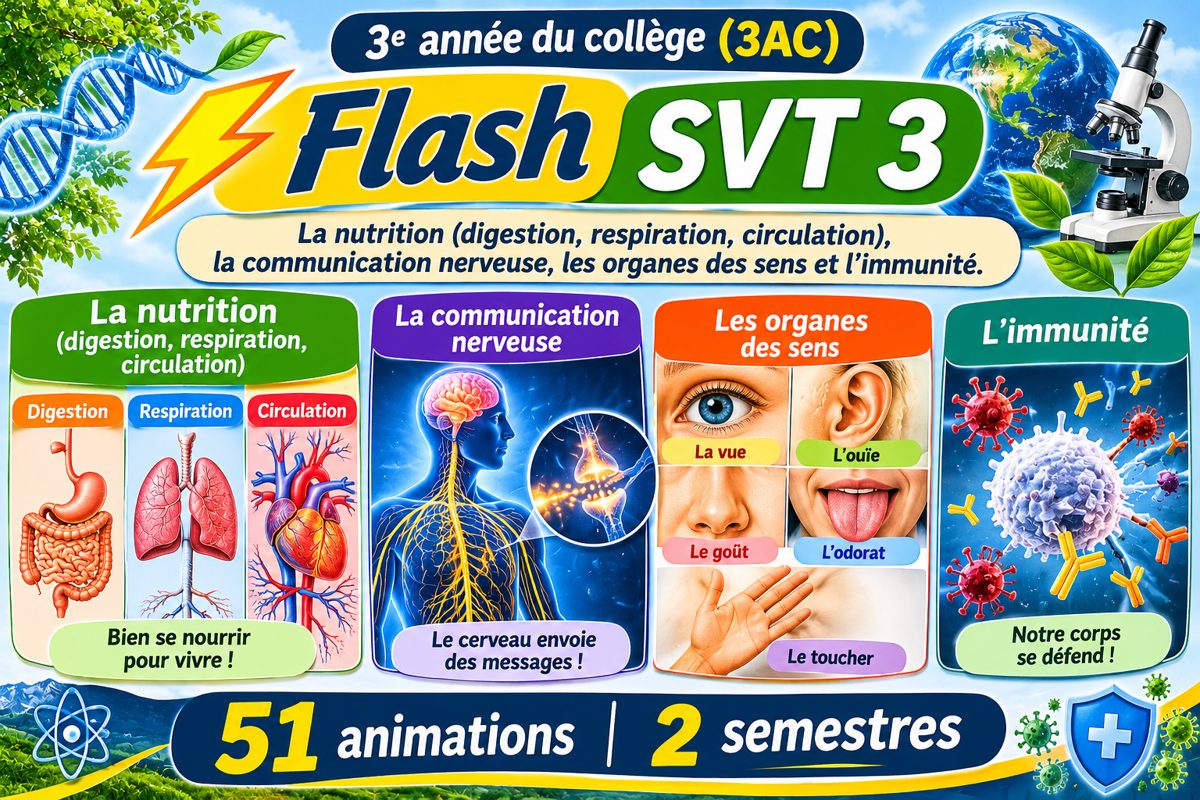 3e année du collège (3AC)
Flash SVT 3
La nutrition (digestion, respiration, circulation),
la communication nerveuse, les organes des sens et l'immunité.
La nutrition
(digestion, respiration,
circulation)
Digestion
Respiration
Circulation
Bien se nourrir
pour vivre !
La communication
nerveuse
Le cerveau envoie
des messages !
Les organes
des sens
La vue
L'ouïe
Le goût
L'odorat
Le toucher
L'immunité
Notre corps
se défend !
51 animations | 2 semestres